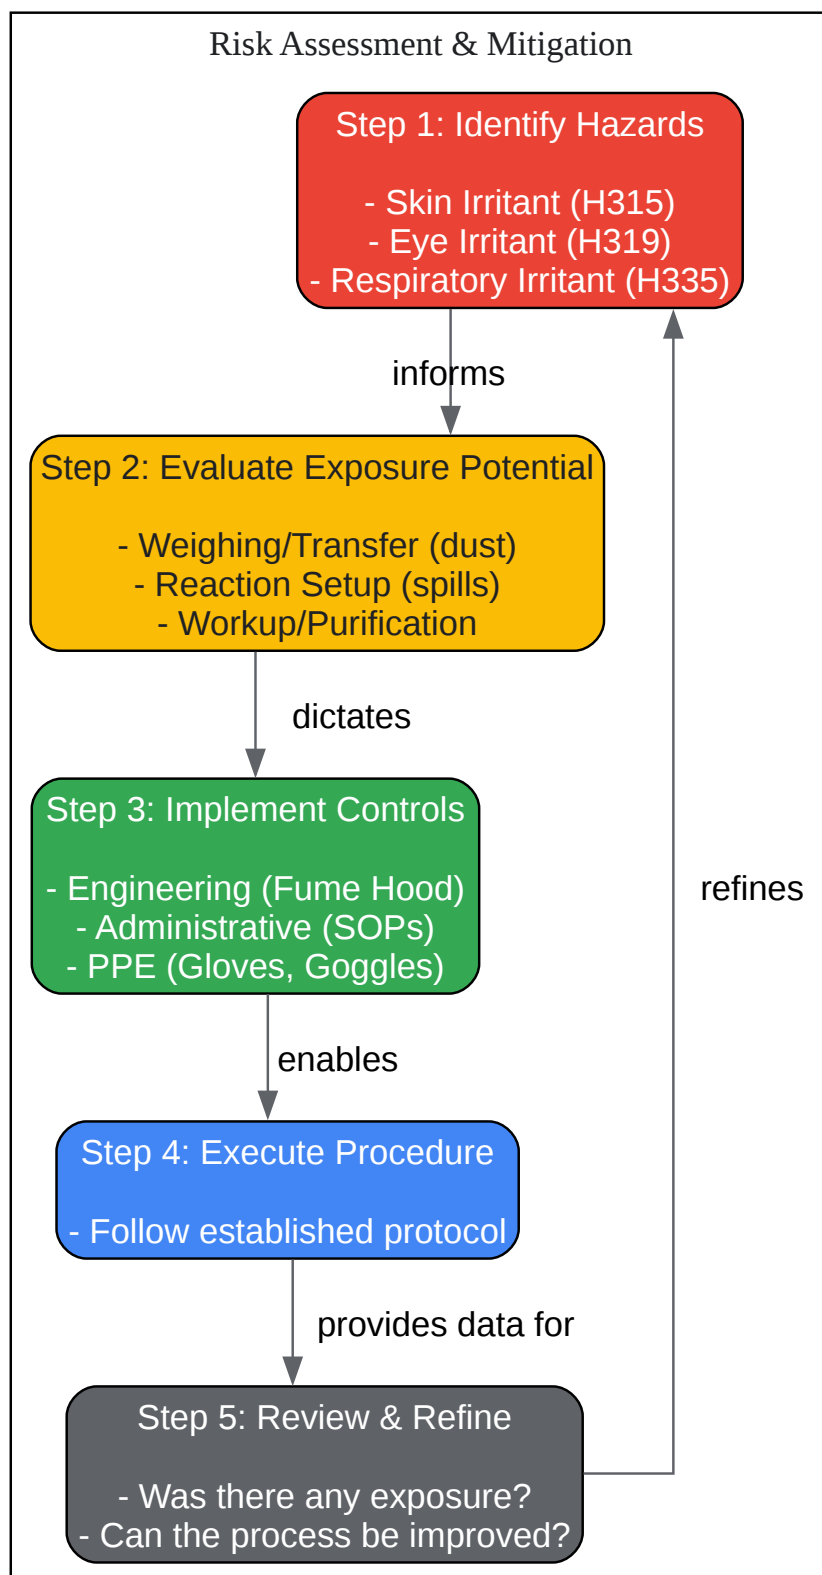 Risk Assessment & Mitigation
Step 1: Identify Hazards
- Skin Irritant (H315)
- Eye Irritant (H319)
- Respiratory Irritant (H335)
informs
Step 2: Evaluate Exposure Potential
- Weighing/Transfer (dust)
- Reaction Setup (spills)
- Workup/Purification
dictates
Step 3: Implement Controls
- Engineering (Fume Hood)
- Administrative (SOPs)
- PPE (Gloves, Goggles)
refines
enables
Step 4: Execute Procedure
- Follow established protocol
provides data for
Step 5: Review & Refine
- Was there any exposure?
- Can the process be improved?